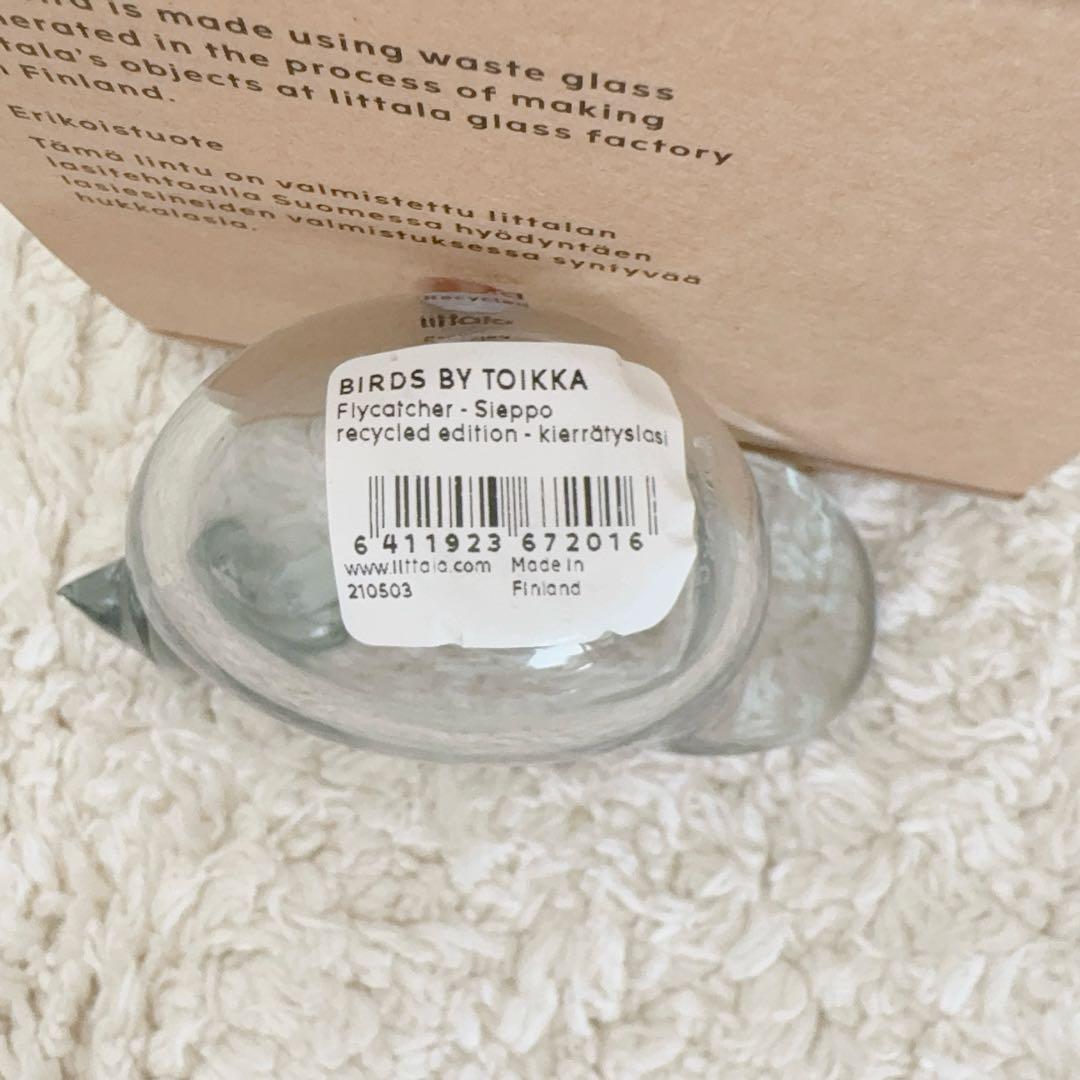 is made using waste glass
in the process of making
objects at Iittala glass factory
Finland.
Erikoistuote
Tämä lintu on valmistettu Iittalan
lasitehtaalla Suomessa hyödyntäen
lasiesineiden valmistuksessa syntyvää
hukkalasia.
Recycled
iittala
BIRDS BY TOIKKA
Flycatcher - Sieppo
recycled edition - kierrätyslasi
6 411923 672016
www.iittala.com Made in
210503 Finland